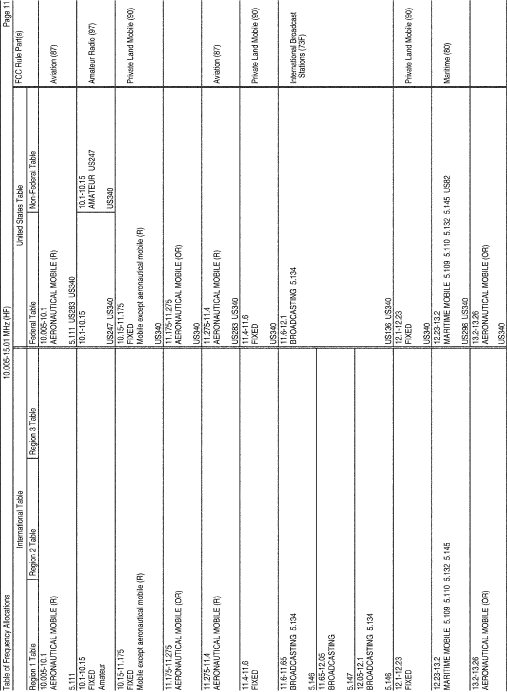 Table of Frequency Allocations 10.005-15.01 MHz (HF) Page 11
International Table United States Table FCC Rule Part(s)
Region 1 Table Region 2 Table Region 3 Table Federal Table Non-Federal Table
10.005-10.1
AERONAUTICAL MOBILE (R)
5.111
10.005-10.1
AERONAUTICAL MOBILE (R)
5.111 US283 US340
Aviation (87)
10.1-10.15
FIXED
Amateur
10.1-10.15
US247 US340
10.1-10.15
AMATEUR US247
US340
Amateur Radio (97)
10.15-11.175
FIXED
Mobile except aeronautical mobile (R)
10.15-11.175
FIXED
Mobile except aeronautical mobile (R)
US340
Private Land Mobile (90)
11.175-11.275
AERONAUTICAL MOBILE (OR)
11.175-11.275
AERONAUTICAL MOBILE (OR)
US340
11.275-11.4
AERONAUTICAL MOBILE (R)
11.275-11.4
AERONAUTICAL MOBILE (R)
US283 US340
Aviation (87)
11.4-11.6
FIXED
11.4-11.6
FIXED
US340
Private Land Mobile (90)
11.6-11.65
BROADCASTING 5.134
5.146
11.65-12.05
BROADCASTING
5.147
12.05-12.1
BROADCASTING 5.134
5.146
11.6-12.1
BROADCASTING 5.134
US136 US340
International Broadcast
Stations (73F)
12.1-12.23
FIXED
12.1-12.23
FIXED
US340
Private Land Mobile (90)
12.23-13.2
MARITIME MOBILE 5.109 5.110 5.132 5.145
12.23-13.2
MARITIME MOBILE 5.109 5.110 5.132 5.145 US82
US296 US340
Maritime (80)
13.2-13.26
AERONAUTICAL MOBILE (OR)
13.2-13.26
AERONAUTICAL MOBILE (OR)
US340